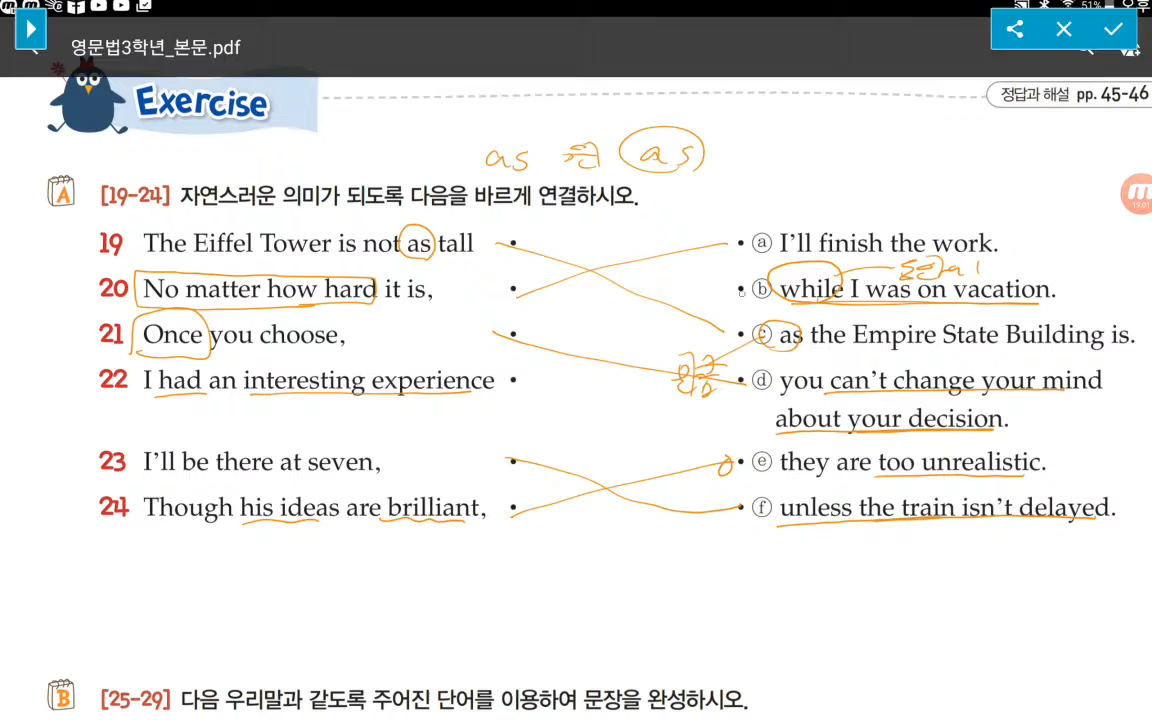 51% 오후
영문법3학년_본문.pdf
Exercise
정답과 해설 pp. 45-46
as 원 as
A [19-24] 자연스러운 의미가 되도록 다음을 바르게 연결하시오.
19 The Eiffel Tower is not as tall • • ⓐ I'll finish the work.
19:01
20 No matter how hard it is, • • ⓑ while I was on vacation.
21 Once you choose, • • ⓒ as the Empire State Building is.
22 I had an interesting experience • • ⓓ you can't change your mind
about your decision.
23 I'll be there at seven, • • ⓔ they are too unrealistic.
24 Though his ideas are brilliant, • • ⓕ unless the train isn't delayed.
B [25-29] 다음 우리말과 같도록 주어진 단어를 이용하여 문장을 완성하시오.